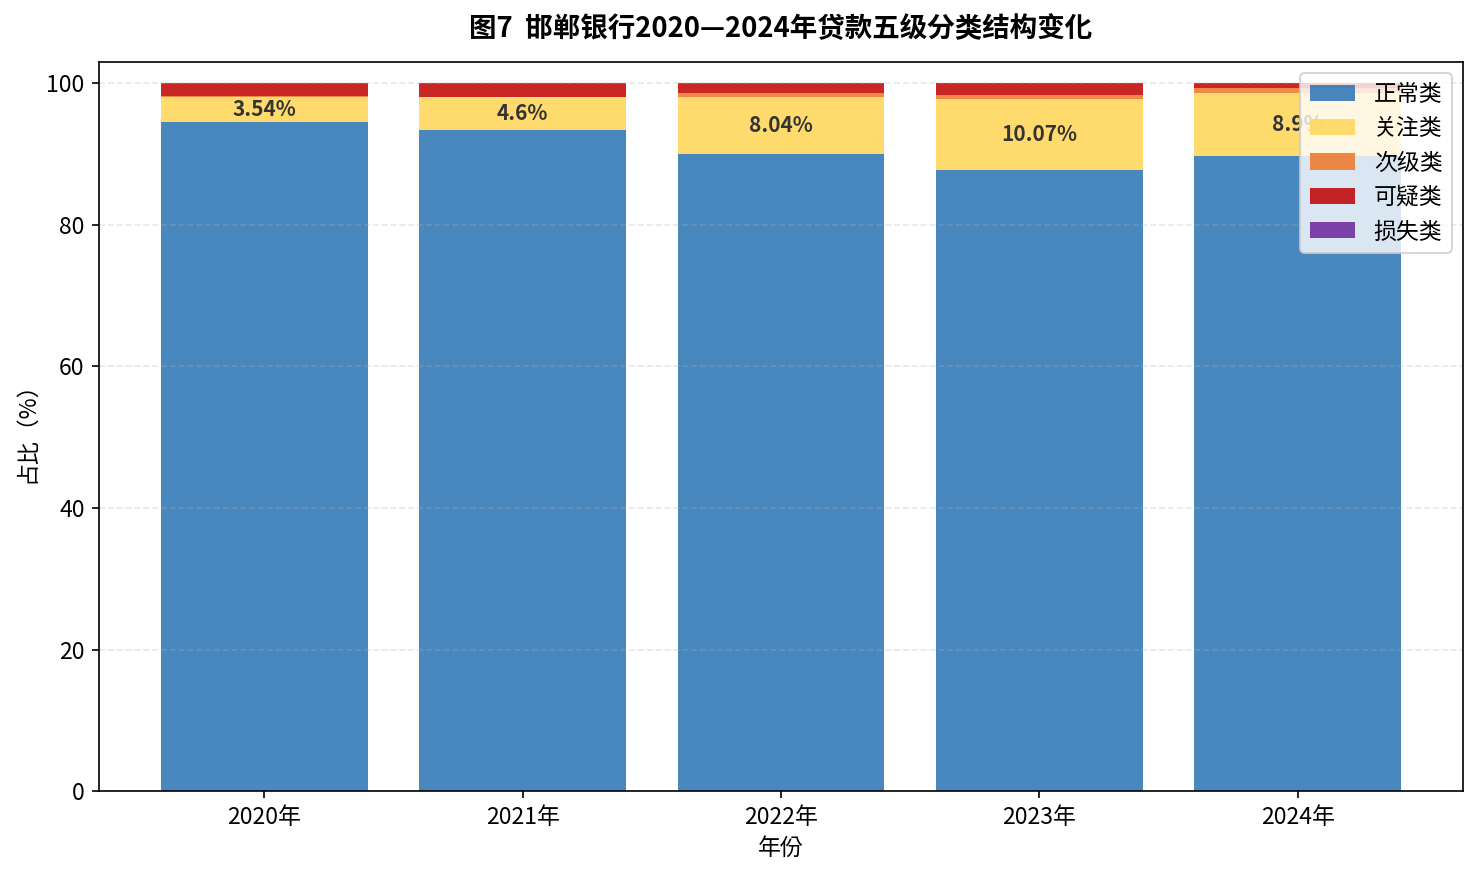 图7 邯郸银行2020—2024年贷款五级分类结构变化
100
80
60
40
20
0
占比（%）
3.54%
4.6%
8.04%
10.07%
8.9%
正常类
关注类
次级类
可疑类
损失类
2020年
2021年
2022年
2023年
2024年
年份